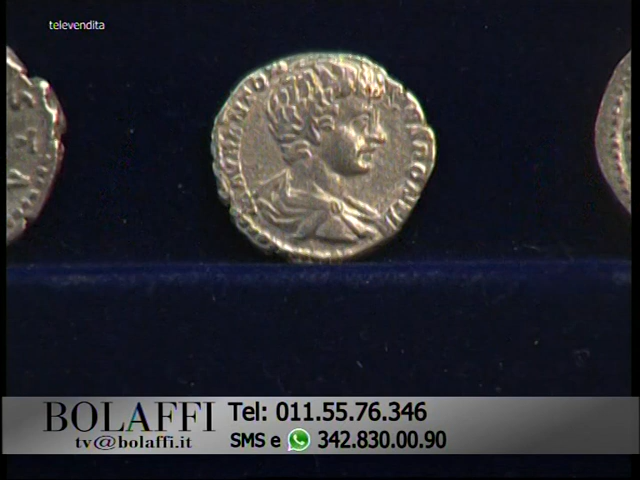 televendita
BOLAFFI
tv@bolaffi.it
Tel: 011.55.76.346
SMS e 342.830.00.90